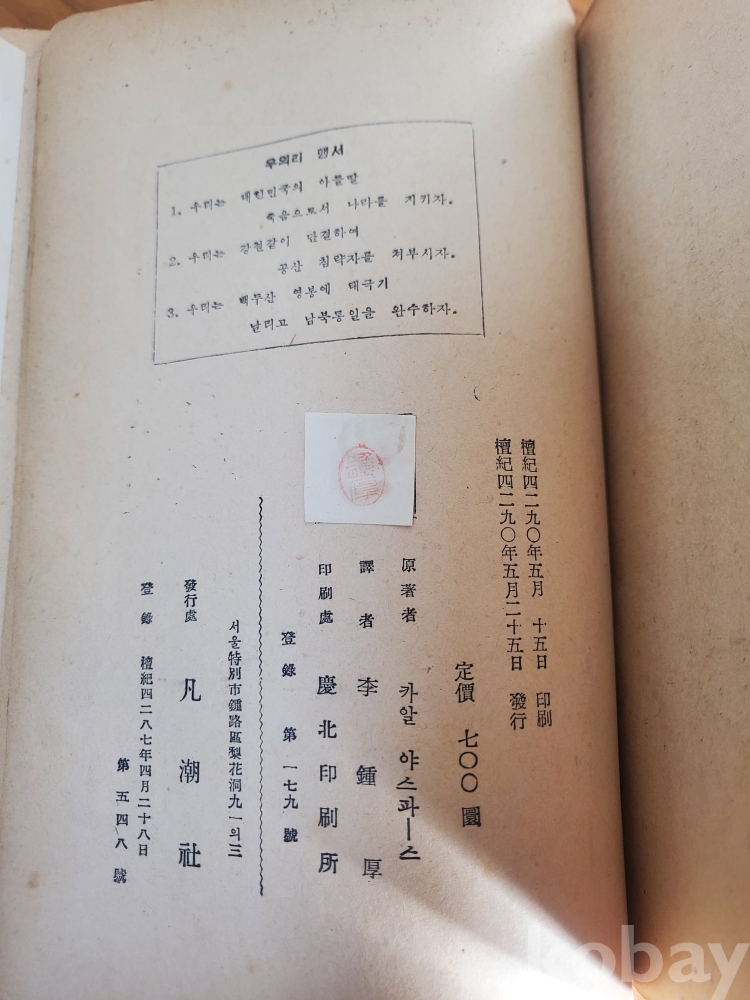 우리의 맹서
1. 우리는 대한민국의 아들딸
죽음으로서 나라를 지키자.
2. 우리는 강철같이 단결하여
공산 침략자를 처부시자.
3. 우리는 백두산 영봉에 태극기
날리고 남북통일을 완수하자.
檀紀四二九〇年五月 十五日 印刷
檀紀四二九〇年五月二十五日 發行
定價 七〇〇 圜
原著者 카알 야스파ー스
譯者 李鍾厚
印刷處 慶北印刷所
登錄 第一七九號
서울特別市鍾路區梨花洞九一의三
發行處 凡潮社
登錄 檀紀四二八七年四月二十八日
第五四八號
kobay